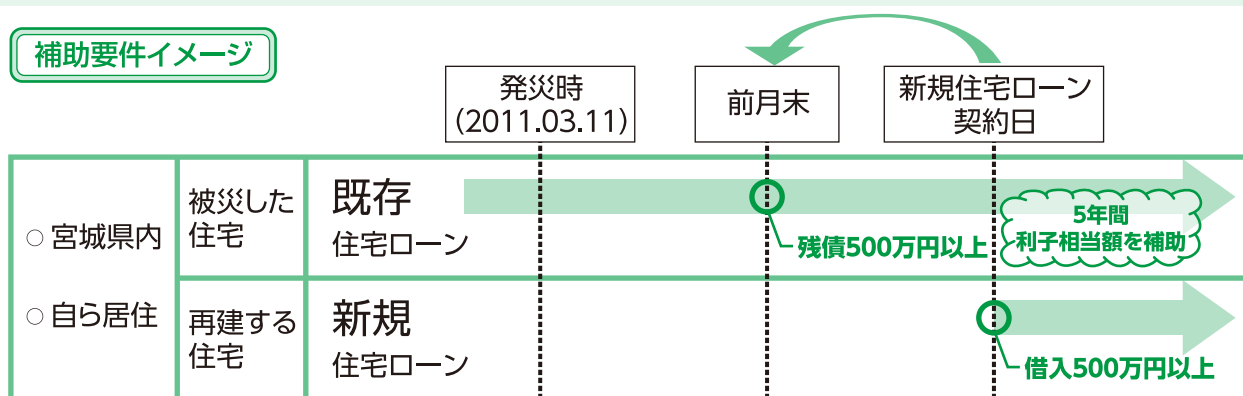 補助要件イメージ
発災時
(2011.03.11)
前月末
新規住宅ローン
契約日
○ 宮城県内
○ 自ら居住
被災した
住宅
既存
住宅ローン
残債500万円以上
5年間
利子相当額を補助
再建する
住宅
新規
住宅ローン
借入500万円以上